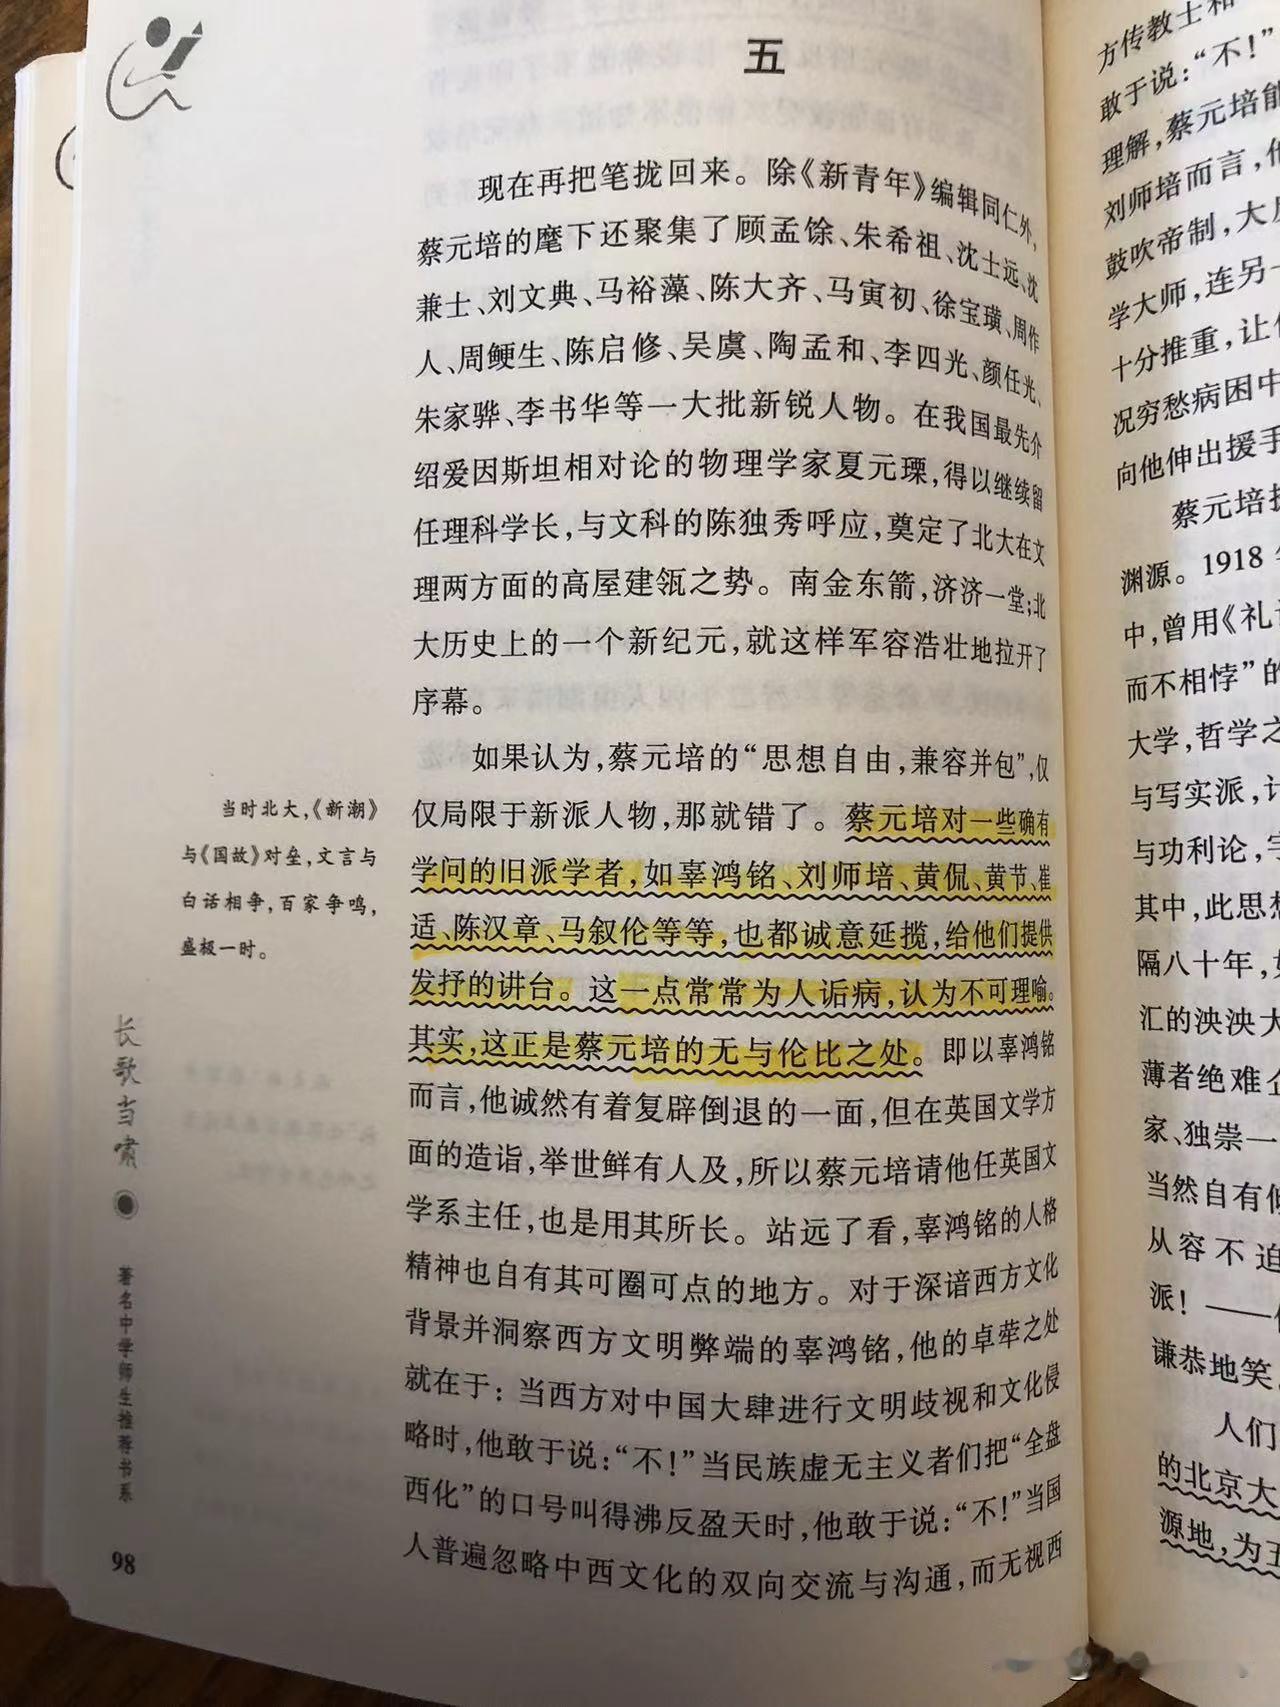 五
现在再把笔拢回来。除《新青年》编辑同仁外,
蔡元培的麾下还聚集了顾孟馀、朱希祖、沈士远、沈
兼士、刘文典、马裕藻、陈大齐、马寅初、徐宝璜、周作
人、周鲠生、陈启修、吴虞、陶孟和、李四光、颜任光、
朱家骅、李书华等一大批新锐人物。在我国最先介
绍爱因斯坦相对论的物理学家夏元瑮,得以继续留
任理科学长,与文科的陈独秀呼应,奠定了北大在文
理两方面的高屋建瓴之势。南金东箭,济济一堂;北
大历史上的一个新纪元,就这样军容浩壮地拉开了
序幕。
如果认为,蔡元培的“思想自由,兼容并包”,仅
仅局限于新派人物,那就错了。蔡元培对一些确有
学问的旧派学者,如辜鸿铭、刘师培、黄侃、黄节、崔
适、陈汉章、马叙伦等等,也都诚意延揽,给他们提供
发抒的讲台。这一点常常为人诟病,认为不可理喻。
其实,这正是蔡元培的无与伦比之处。即以辜鸿铭
而言,他诚然有着复辟倒退的一面,但在英国文学方
面的造诣,举世鲜有人及,所以蔡元培请他任英国文
学系主任,也是用其所长。站远了看,辜鸿铭的人格
精神也自有其可圈可点的地方。对于深谙西方文化
背景并洞察西方文明弊端的辜鸿铭,他的卓荦之处
就在于:当西方对中国大肆进行文明歧视和文化侵
略时,他敢于说:“不!”当民族虚无主义者们把“全盘
西化”的口号叫得沸反盈天时,他敢于说:“不!”当国
人普遍忽略中西文化的双向交流与沟通,而无视西
当时北大,《新潮》
与《国故》对垒,文言与
白话相争,百家争鸣,
盛极一时。
长歌当啸
著名中学师生推荐书系
98
方传教士和
敢于说:“不!”
理解,蔡元培能
刘师培而言,他
鼓吹帝制,大
学大师,连另一
十分推重,让
况穷愁病困中
向他伸出援手
蔡元培
渊源。1918
中,曾用《礼
而不相悖”的
大学,哲学之
与写实派,计
与功利论,宇
其中,此思想
隔八十年,
汇的泱泱大
薄者绝难企
家、独崇一
当然自有
从容不迫
派!——
谦恭地笑
人们
的北京大
源地,为五